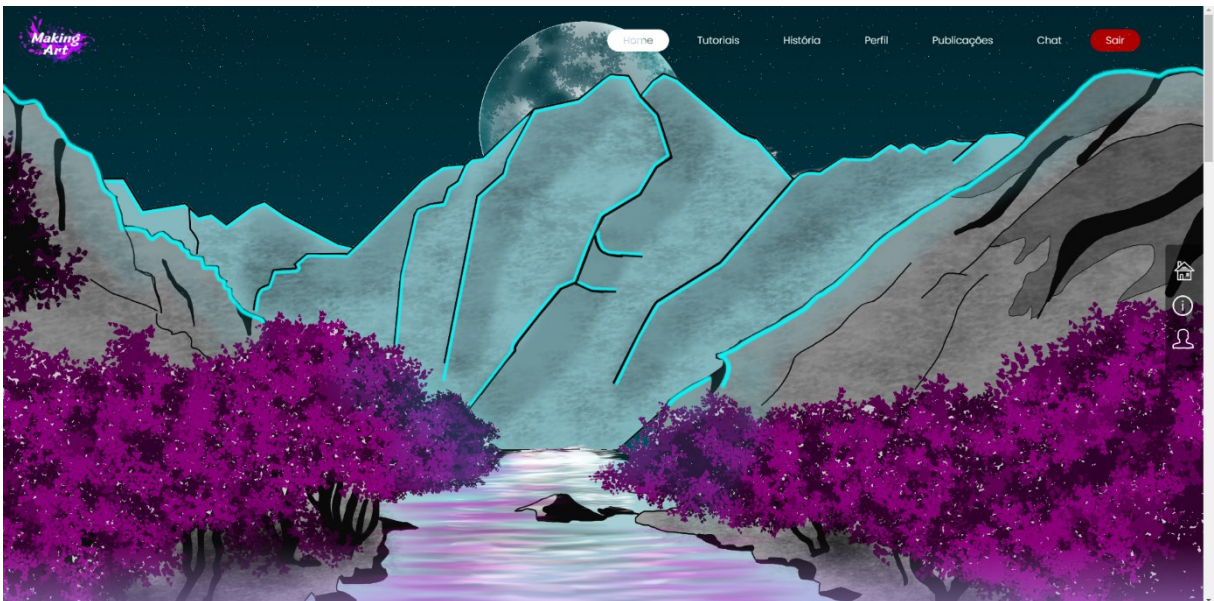 Making
Art
Home
Tutoriais
História
Perfil
Publicações
Chat
Sair